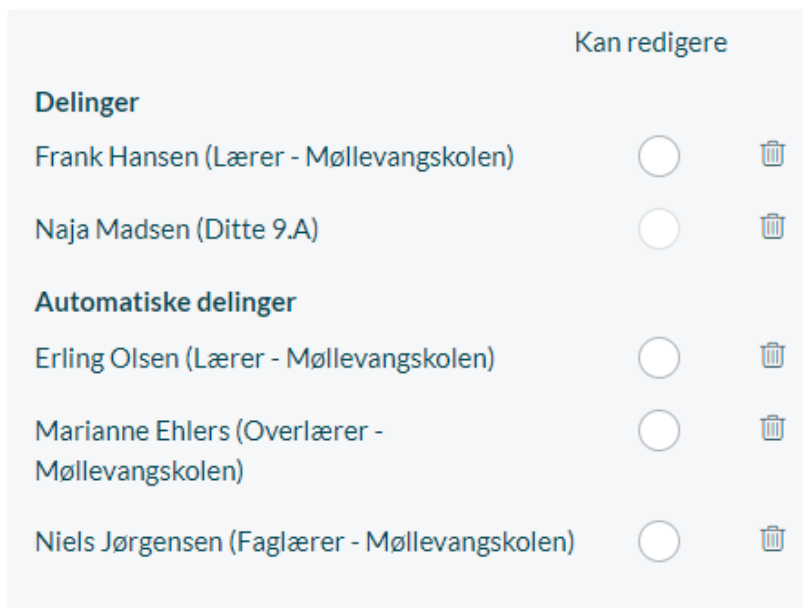 Kan redigere
Delinger
Frank Hansen (Lærer - Møllevangskolen)
Naja Madsen (Ditte 9.A)
Automatiske delinger
Erling Olsen (Lærer - Møllevangskolen)
Marianne Ehlers (Overlærer -
Møllevangskolen)
Niels Jørgensen (Faglærer - Møllevangskolen)